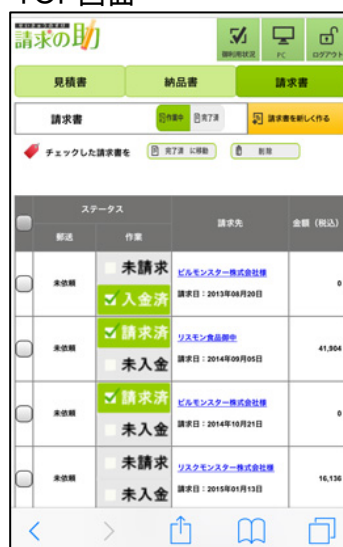 TOP画面
請求の助
御利用状況 PC ログアウト
見積書 納品書 請求書
請求書 作業中 完了済 請求書を新しく作る
チェックした請求書を 完了済 に移動 削除
ステータス 請求先 金額（税込）
郵送 作業
未依頼 未請求 入金済 ビルモンスター株式会社様 0
請求日：2013年08月20日
未依頼 請求済 未入金 リスモン食品御中 41,904
請求日：2014年09月05日
未依頼 請求済 未入金 ビルモンスター株式会社様 0
請求日：2014年10月21日
未依頼 未請求 未入金 リスクモンスター株式会社様 16,136
請求日：2015年01月13日